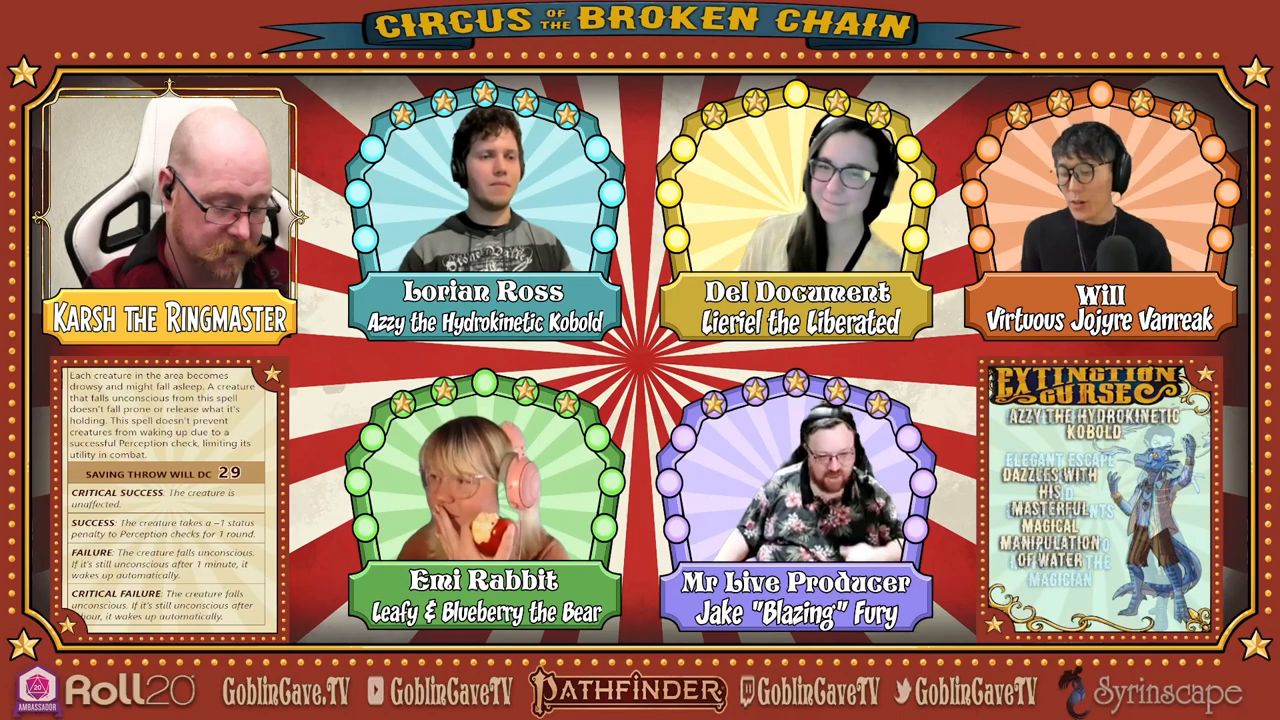 CIRCUS OF THE BROKEN CHAIN
KARSH THE RINGMASTER
Lorian Ross
Azzy the Hydrokinetic Kobold
Del Document
Lieriel the Liberated
Will
Virtuous Jojyre Vanreak
Each creature in the area becomes
drowsy and might fall asleep. A creature
that falls unconscious from this spell
doesn't fall prone or release what it's
holding. This spell doesn't prevent
creatures from waking up due to a
successful Perception check, limiting its
utility in combat.
SAVING THROW WILL DC 29
CRITICAL SUCCESS: The creature is
unaffected.
SUCCESS: The creature takes a -1 status
penalty to Perception checks for 1 round.
FAILURE: The creature falls unconscious.
If it's still unconscious after 1 minute, it
wakes up automatically.
CRITICAL FAILURE: The creature falls
unconscious. If it's still unconscious after
hour, it wakes up automatically.
Emi Rabbit
Leafy & Blueberry the Bear
Mr Live Producer
Jake "Blazing" Fury
EXTINCTION
CURSE
AZZY THE HYDROKINETIC
KOBOLD
ELEGANT ESCAPE
DAZZLES WITH
HIS
MASTERFUL
MAGICAL
MANIPULATION
OF WATER THE
MAGICIAN
20
AMBASSADOR
Roll20
GoblinCave.TV
GoblinCaveTV
PATHFINDER
GoblinCaveTV
GoblinCaveTV
Syrinscape